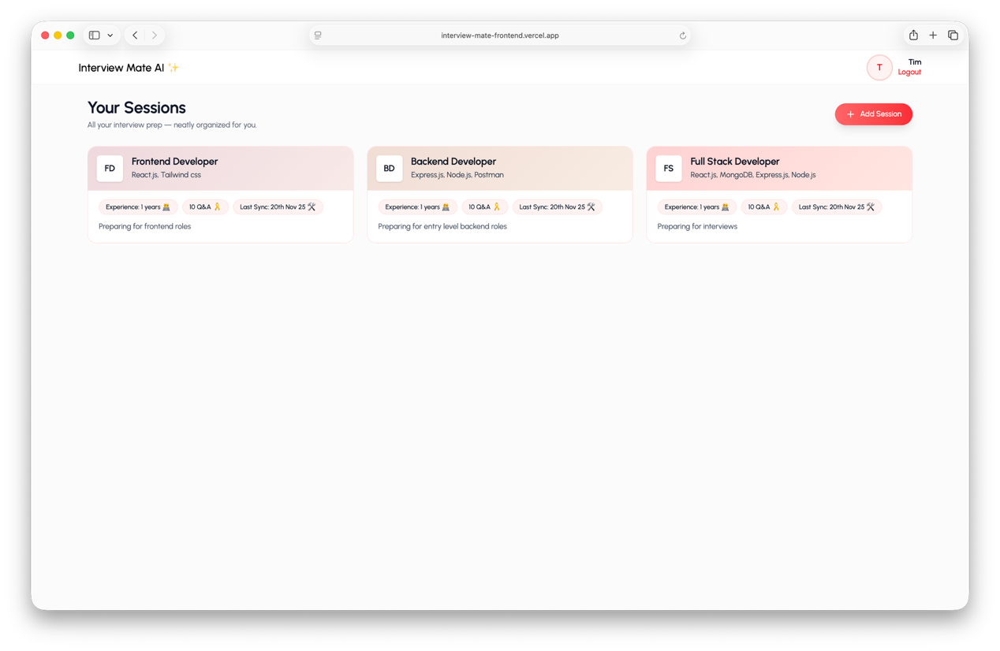 interview-mate-frontend.vercel.app
Interview Mate AI ✨
T
Tim
Logout
Your Sessions
All your interview prep — neatly organized for you.
+ Add Session
FD
Frontend Developer
React.js, Tailwind css
Experience: 1 years
10 Q&A
Last Sync: 20th Nov 25
Preparing for frontend roles
BD
Backend Developer
Express.js, Node.js, Postman
Experience: 1 years
10 Q&A
Last Sync: 20th Nov 25
Preparing for entry level backend roles
FS
Full Stack Developer
React.js, MongoDB, Express.js, Node.js
Experience: 1 years
10 Q&A
Last Sync: 20th Nov 25
Preparing for interviews